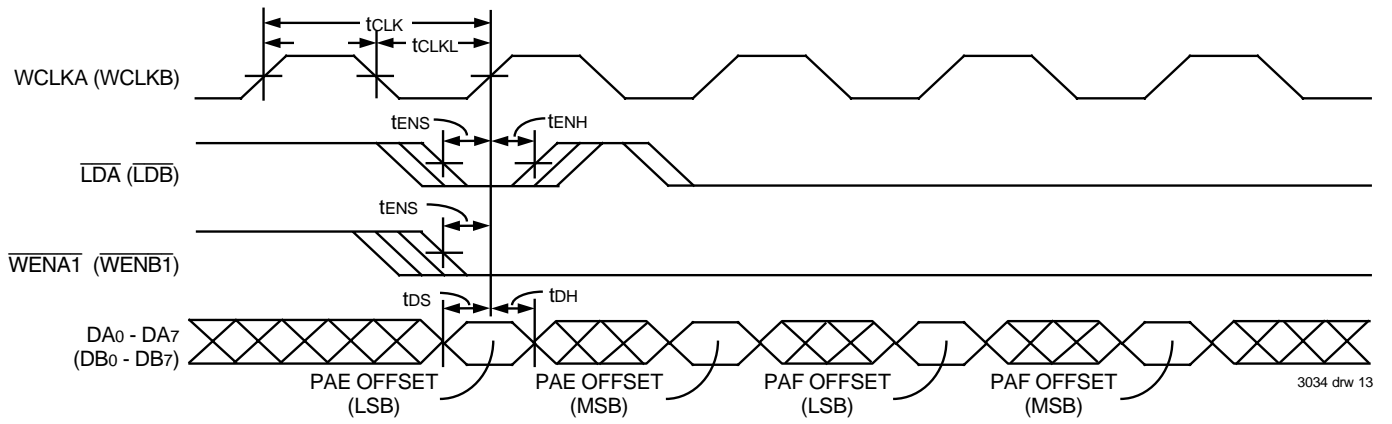 tCLK
tCLKL
WCLKA (WCLKB)
tENS
tENH
LDA (LDB)
tENS
WENA1 (WENB1)
tDS
tDH
DA0 - DA7
(DB0 - DB7)
PAE OFFSET
(LSB)
PAE OFFSET
(MSB)
PAF OFFSET
(LSB)
PAF OFFSET
(MSB)
3034 drw 13